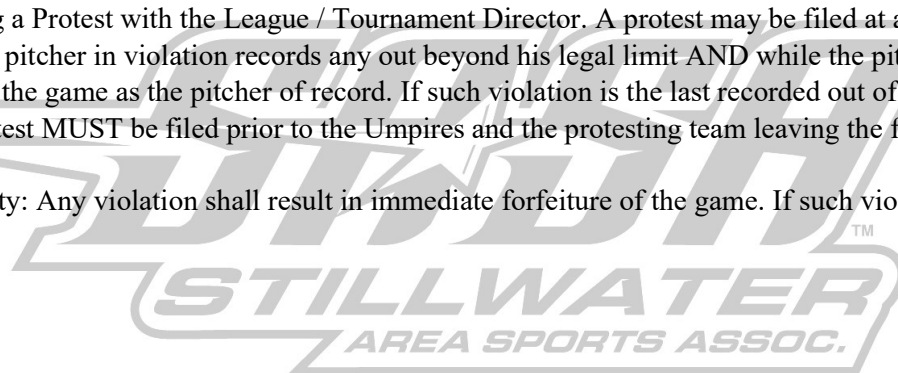 g a Protest with the League / Tournament Director. A protest may be filed at a
pitcher in violation records any out beyond his legal limit AND while the pit
the game as the pitcher of record. If such violation is the last recorded out of
test MUST be filed prior to the Umpires and the protesting team leaving the f
ty: Any violation shall result in immediate forfeiture of the game. If such vio
TM
STILLWATER
AREA SPORTS ASSOC.